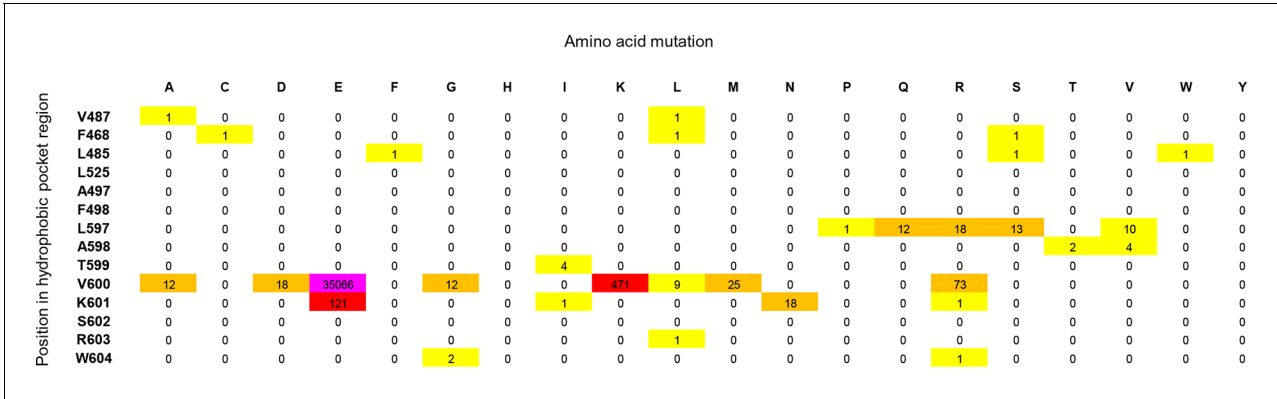 Amino acid mutation
Position in hydrophobic pocket region
A C D E F G H I K L M N P Q R S T V W Y
V487 1 0 0 0 0 0 0 0 0 1 0 0 0 0 0 0 0 0 0 0
F468 0 1 0 0 0 0 0 0 0 1 0 0 0 0 0 1 0 0 0 0
L485 0 0 0 0 1 0 0 0 0 0 0 0 0 0 0 1 0 0 1 0
L525 0 0 0 0 0 0 0 0 0 0 0 0 0 0 0 0 0 0 0 0
A497 0 0 0 0 0 0 0 0 0 0 0 0 0 0 0 0 0 0 0 0
F498 0 0 0 0 0 0 0 0 0 0 0 0 0 0 0 0 0 0 0 0
L597 0 0 0 0 0 0 0 0 0 0 0 0 1 12 18 13 0 10 0 0
A598 0 0 0 0 0 0 0 0 0 0 0 0 0 0 0 0 2 4 0 0
T599 0 0 0 0 0 0 0 4 0 0 0 0 0 0 0 0 0 0 0 0
V600 12 0 18 35066 0 12 0 0 471 9 25 0 0 0 73 0 0 0 0 0
K601 0 0 0 121 0 0 0 1 0 0 0 18 0 0 1 0 0 0 0 0
S602 0 0 0 0 0 0 0 0 0 0 0 0 0 0 0 0 0 0 0 0
R603 0 0 0 0 0 0 0 0 0 1 0 0 0 0 0 0 0 0 0 0
W604 0 0 0 0 0 2 0 0 0 0 0 0 0 0 1 0 0 0 0 0